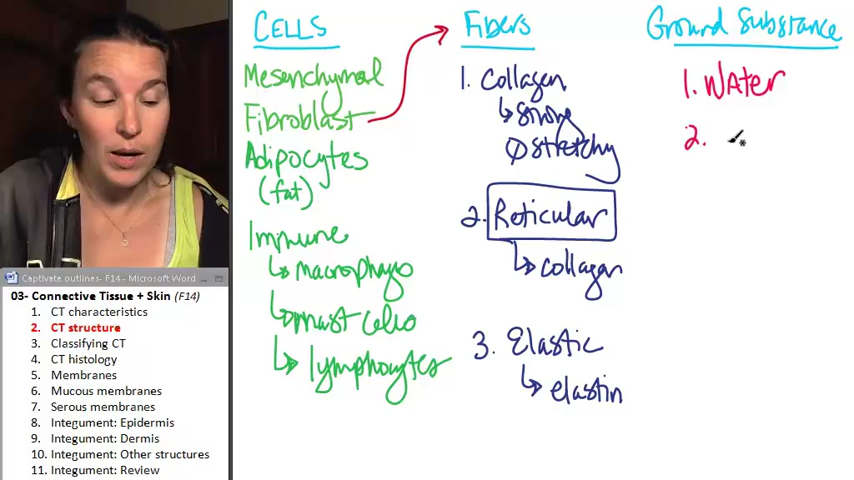 CELLS
Mesenchymal
Fibroblast
Adipocytes
(fat)
Immune
↳ macrophage
↳ mast cells
↳ lymphocytes
Fibers
1. Collagen
↳ strong
Ø stretchy
2. Reticular
↳ collagen
3. Elastic
↳ elastin
Ground Substance
1. Water
2.
Captivate outlines- F14 - Microsoft Word
03- Connective Tissue + Skin (F14)
1. CT characteristics
2. CT structure
3. Classifying CT
4. CT histology
5. Membranes
6. Mucous membranes
7. Serous membranes
8. Integument: Epidermis
9. Integument: Dermis
10. Integument: Other structures
11. Integument: Review